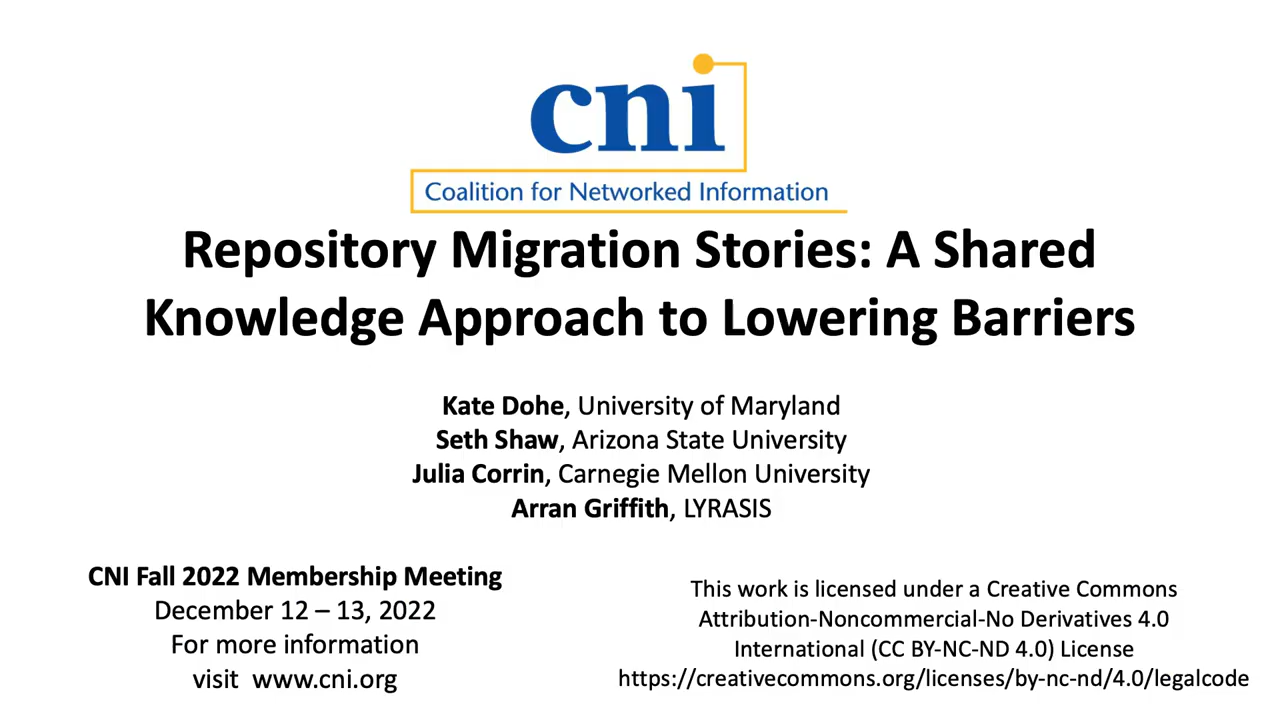 cni
Coalition for Networked Information
Repository Migration Stories: A Shared
Knowledge Approach to Lowering Barriers
Kate Dohe, University of Maryland
Seth Shaw, Arizona State University
Julia Corrin, Carnegie Mellon University
Arran Griffith, LYRASIS
CNI Fall 2022 Membership Meeting
December 12 – 13, 2022
For more information
visit www.cni.org
This work is licensed under a Creative Commons
Attribution-Noncommercial-No Derivatives 4.0
International (CC BY-NC-ND 4.0) License
https://creativecommons.org/licenses/by-nc-nd/4.0/legalcode